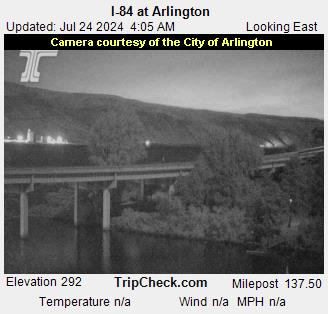 I-84 at Arlington
Updated: Jul 24 2024 4:05 AM Looking East
Camera courtesy of the City of Arlington
Elevation 292 TripCheck.com Milepost 137.50
Temperature n/a Wind n/a MPH n/a